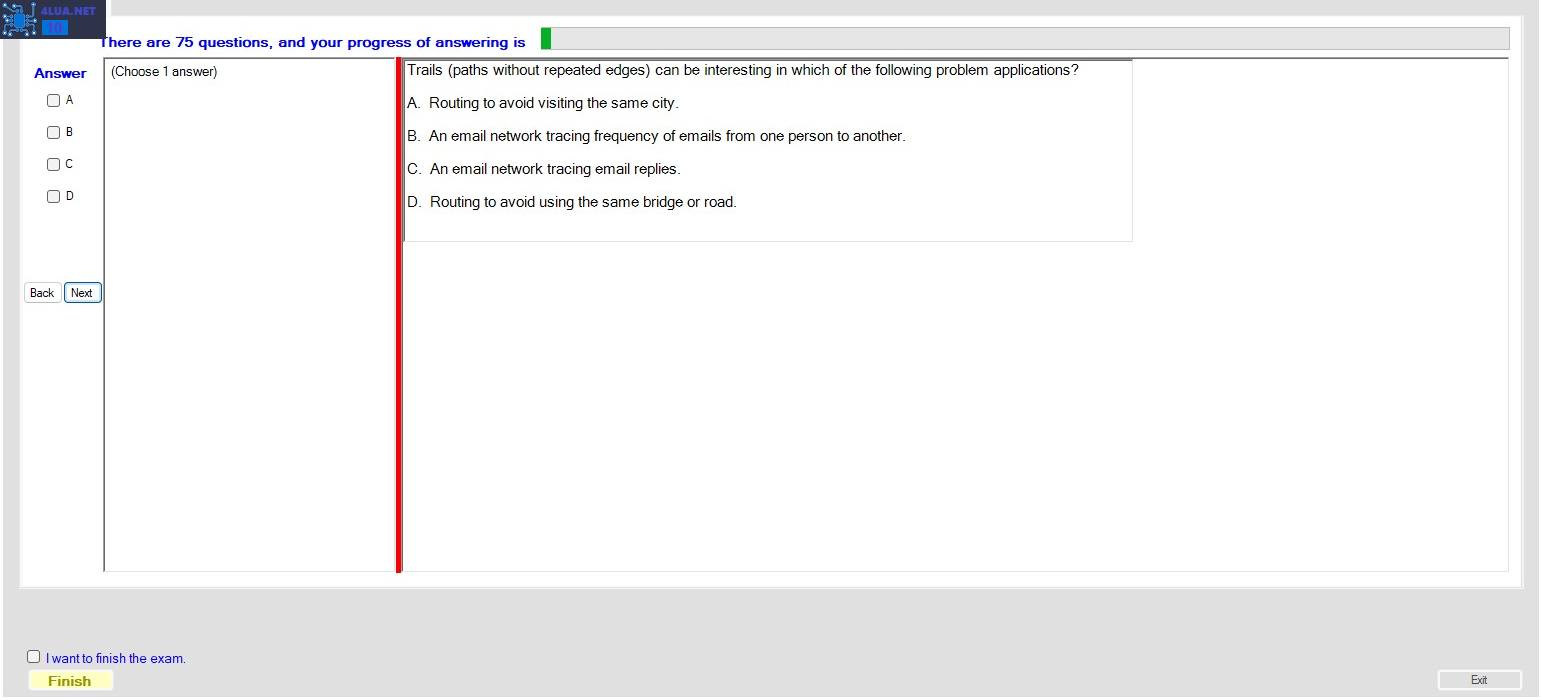 4LUA.NET
10
There are 75 questions, and your progress of answering is
Answer
(Choose 1 answer)
A
B
C
D
Back
Next
Trails (paths without repeated edges) can be interesting in which of the following problem applications?
A. Routing to avoid visiting the same city.
B. An email network tracing frequency of emails from one person to another.
C. An email network tracing email replies.
D. Routing to avoid using the same bridge or road.
I want to finish the exam.
Finish
Exit